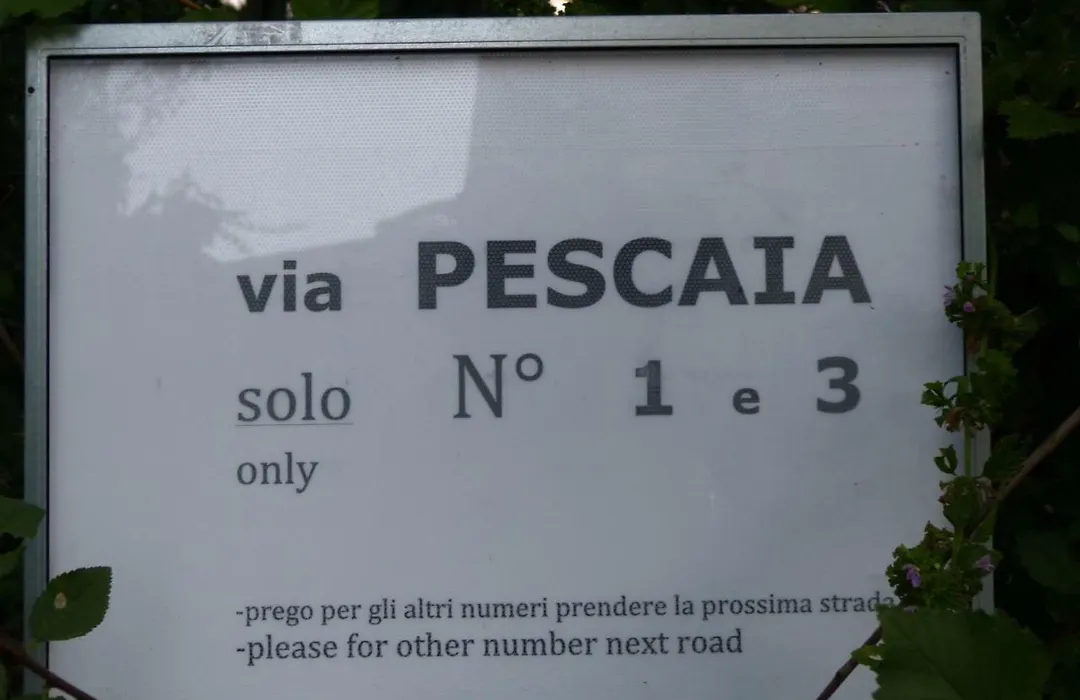 via PESCAIA
solo N° 1 e 3
only
-prego per gli altri numeri prendere la prossima strada
-please for other number next road